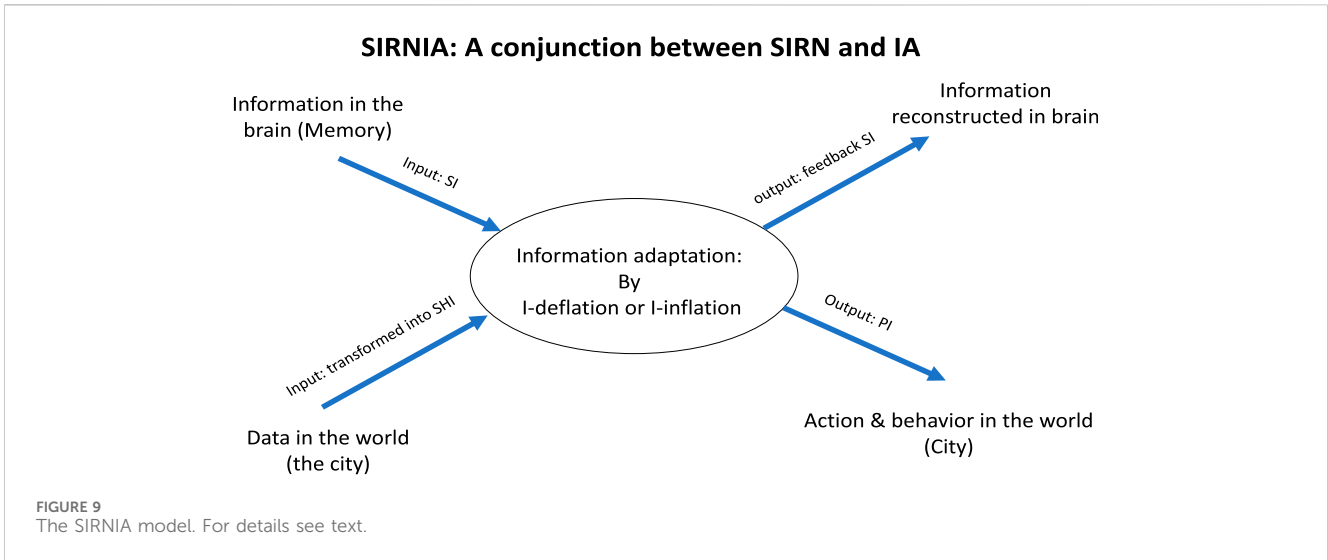 SIRNIA: A conjunction between SIRN and IA
Information in the
brain (Memory)
Input: SI
Information
reconstructed in brain
output: feedback SI
Information adaptation:
By
I-deflation or I-inflation
Input: transformed into SHI
Data in the world
(the city)
Output: PI
Action & behavior in the world
(City)
FIGURE 9
The SIRNIA model. For details see text.